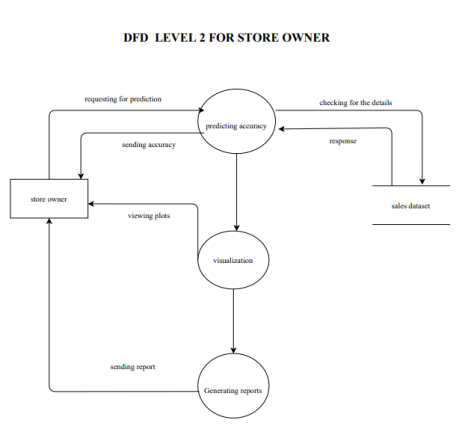 DFD LEVEL 2 FOR STORE OWNER
requesting for prediction
checking for the details
predicting accuracy
sending accuracy
response
store owner
sales dataset
viewing plots
visualization
sending report
Generating reports